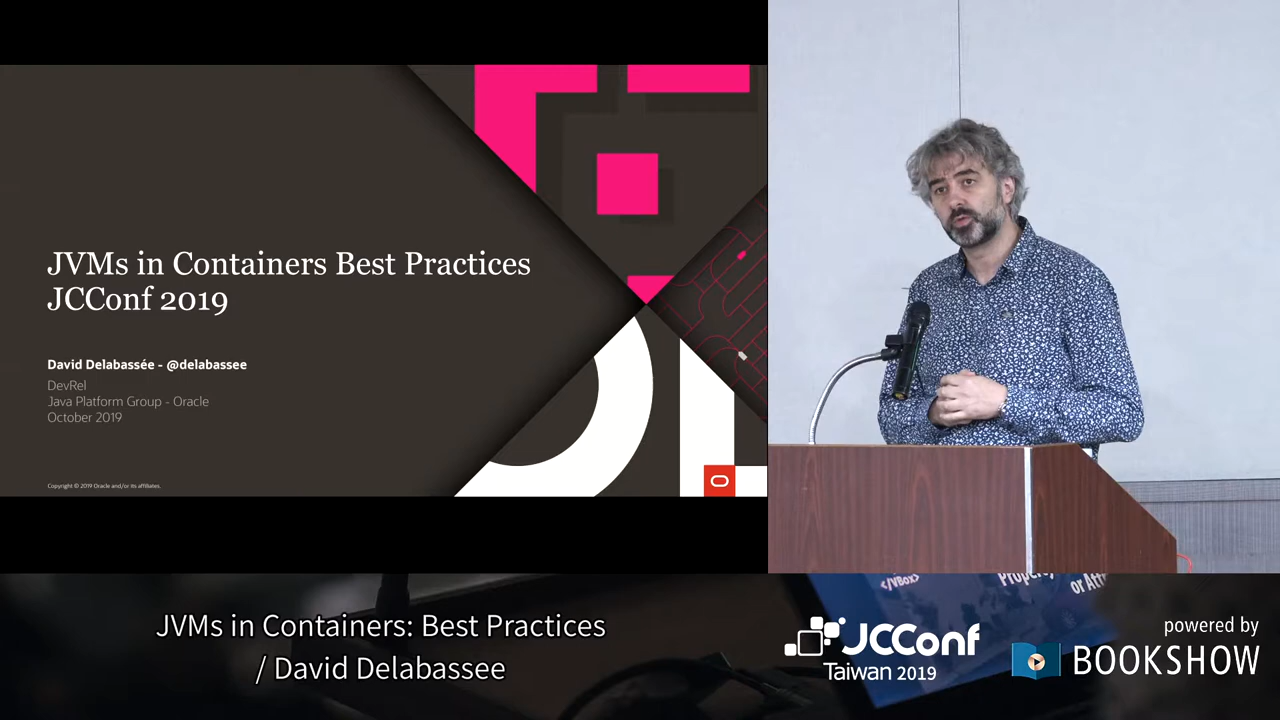 JVMs in Containers Best Practices
JCConf 2019
David Delabassée - @delabassee
DevRel
Java Platform Group - Oracle
October 2019
Copyright © 2019 Oracle and/or its affiliates.
</VBox>
JVMs in Containers: Best Practices
/ David Delabassee
JCConf
Taiwan 2019
powered by
BOOKSHOW